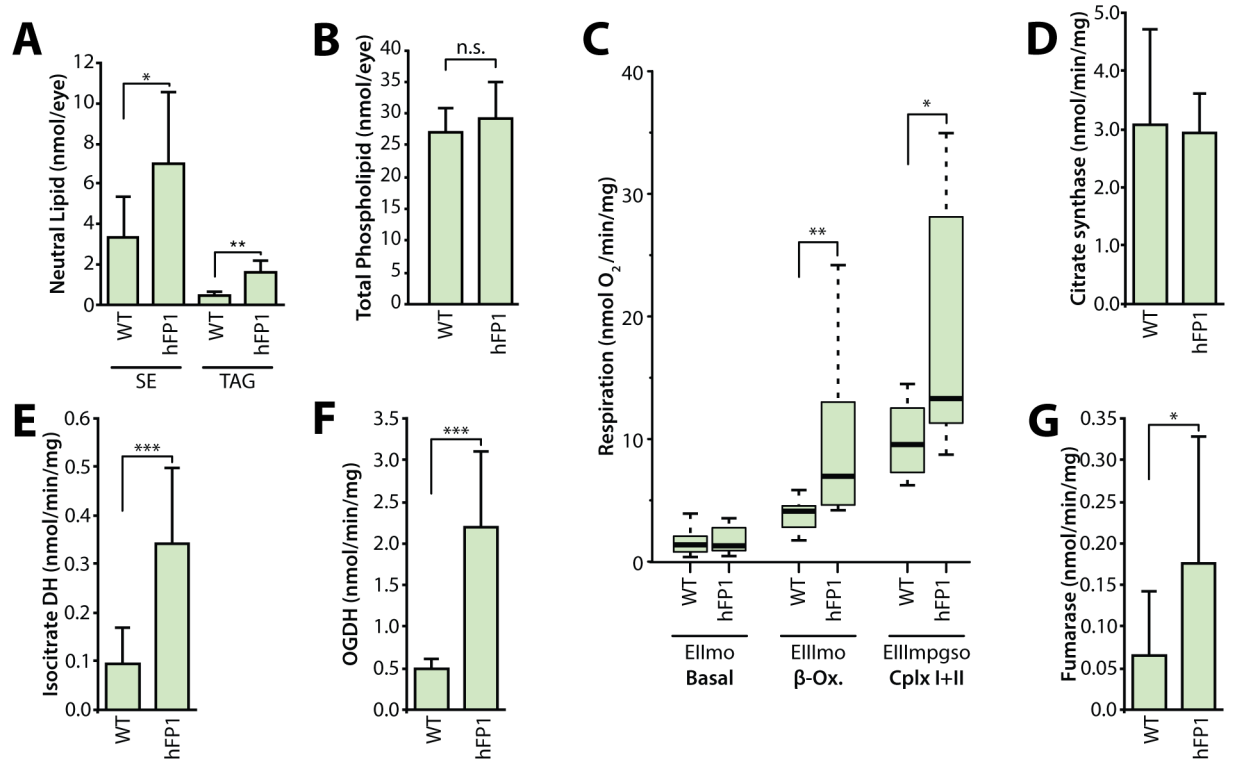 A
Neutral Lipid (nmol/eye)
12
10
8
6
4
2
0
*
**
WT
hFP1
WT
hFP1
SE
TAG
B
Total Phospholipid (nmol/eye)
40
35
30
25
20
15
10
5
0
n.s.
WT
hFP1
C
Respiration (nmol O2/min/mg)
40
30
20
10
0
**
*
WT
hFP1
WT
hFP1
WT
hFP1
EIImo
EIIImo
EIIImpgso
Basal
β-Ox.
Cplx I+II
D
Citrate synthase (nmol/min/mg)
5.0
4.0
3.0
2.0
1.0
0.0
WT
hFP1
E
Isocitrate DH (nmol/min/mg)
0.6
0.5
0.4
0.3
0.2
0.1
0.0
***
WT
hFP1
F
OGDH (nmol/min/mg)
3.5
3.0
2.5
2.0
1.5
1.0
0.5
0.0
***
WT
hFP1
G
Fumarase (nmol/min/mg)
0.35
0.30
0.25
0.20
0.15
0.10
0.05
0.0
*
WT
hFP1